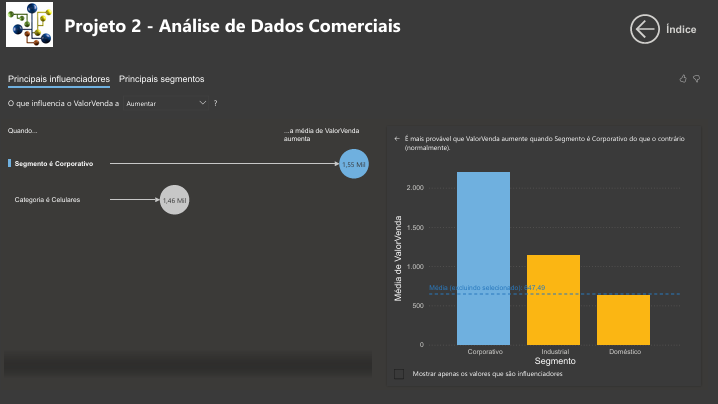 Projeto 2 - Análise de Dados Comerciais
Índice
Principais influenciadores
Principais segmentos
O que influencia o ValorVenda a
Aumentar
?
Quando...
...a média de ValorVenda
aumenta
Segmento é Corporativo
1,55 Mil
Categoria é Celulares
1,46 Mil
← É mais provável que ValorVenda aumente quando Segmento é Corporativo do que o contrário
(normalmente).
Média de ValorVenda
2.000
1.500
1.000
500
0
Média (excluindo selecionado): 647,49
Corporativo
Industrial
Doméstico
Segmento
Mostrar apenas os valores que são influenciadores